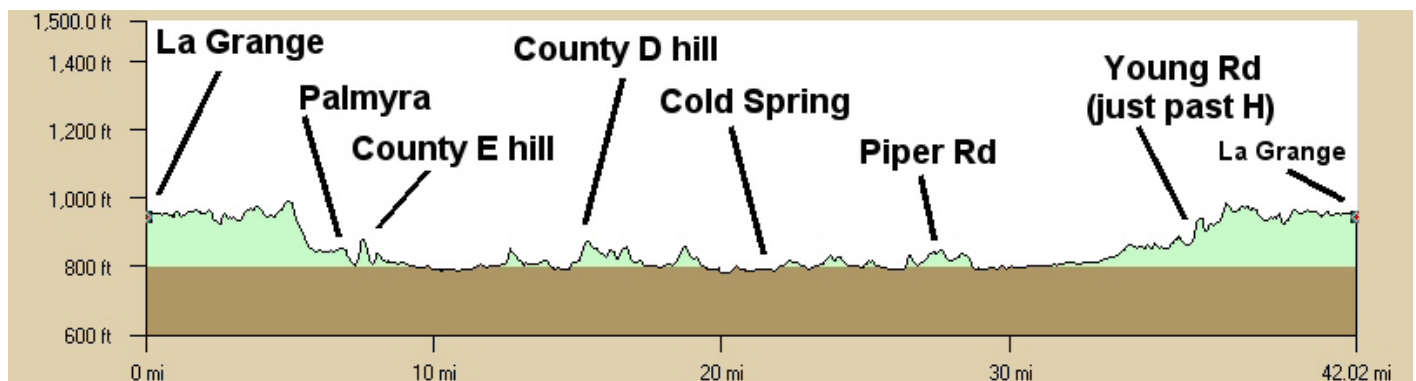 1,500.0 ft
La Grange
County D hill
1,400 ft
Young Rd
(just past H)
Palmyra
Cold Spring
1,200 ft
County E hill
Piper Rd
La Grange
1,000 ft
800 ft
600 ft
0 mi
10 mi
20 mi
30 mi
42.02 mi